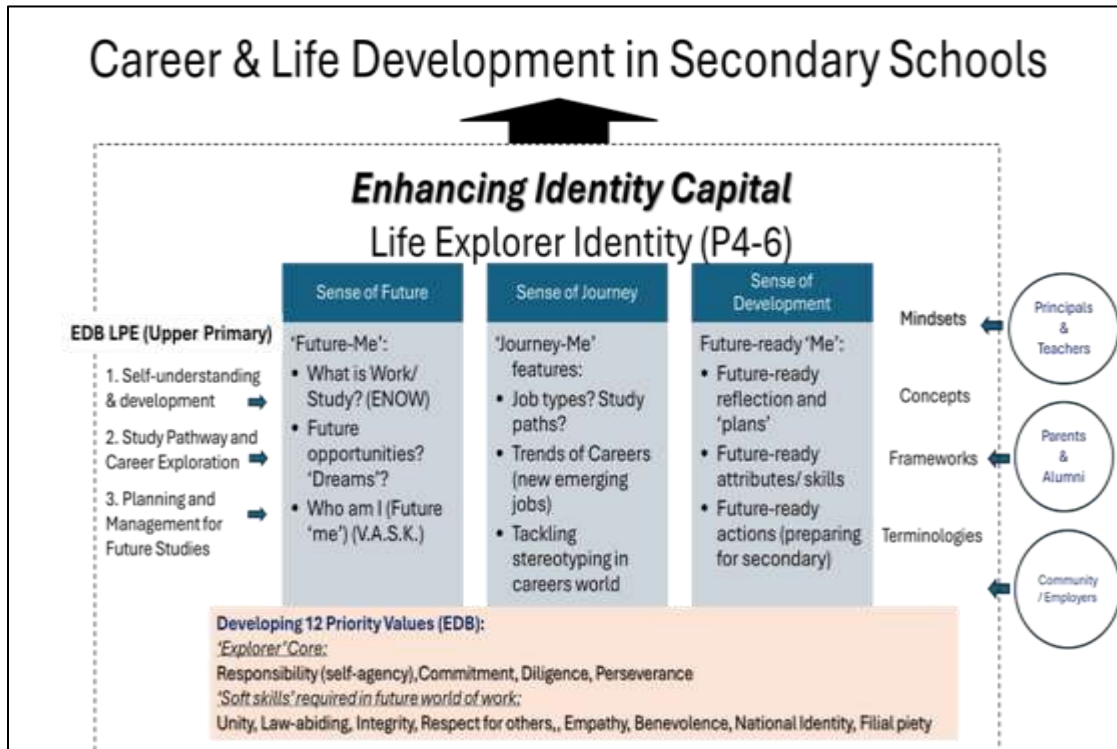 Career & Life Development in Secondary Schools
Enhancing Identity Capital
Life Explorer Identity (P4-6)
EDB LPE (Upper Primary)
1. Self-understanding
& development
2. Study Pathway and
Career Exploration
3. Planning and
Management for
Future Studies
Sense of Future
'Future-Me':
• What is Work/
Study? (ENOW)
• Future
opportunities?
'Dreams'?
• Who am I (Future
'me') (V.A.S.K.)
Sense of Journey
'Journey-Me'
features:
• Job types? Study
paths?
• Trends of Careers
(new emerging
jobs)
• Tackling
stereotyping in
careers world
Sense of
Development
Future-ready 'Me':
• Future-ready
reflection and
'plans'
• Future-ready
attributes/ skills
• Future-ready
actions (preparing
for secondary)
Mindsets
Concepts
Frameworks
Terminologies
Principals
&
Teachers
Parents
&
Alumni
Community
/ Employers
Developing 12 Priority Values (EDB):
'Explorer' Core:
Responsibility (self-agency),Commitment, Diligence, Perseverance
'Soft skills' required in future world of work:
Unity, Law-abiding, Integrity, Respect for others,, Empathy, Benevolence, National Identity, Filial piety